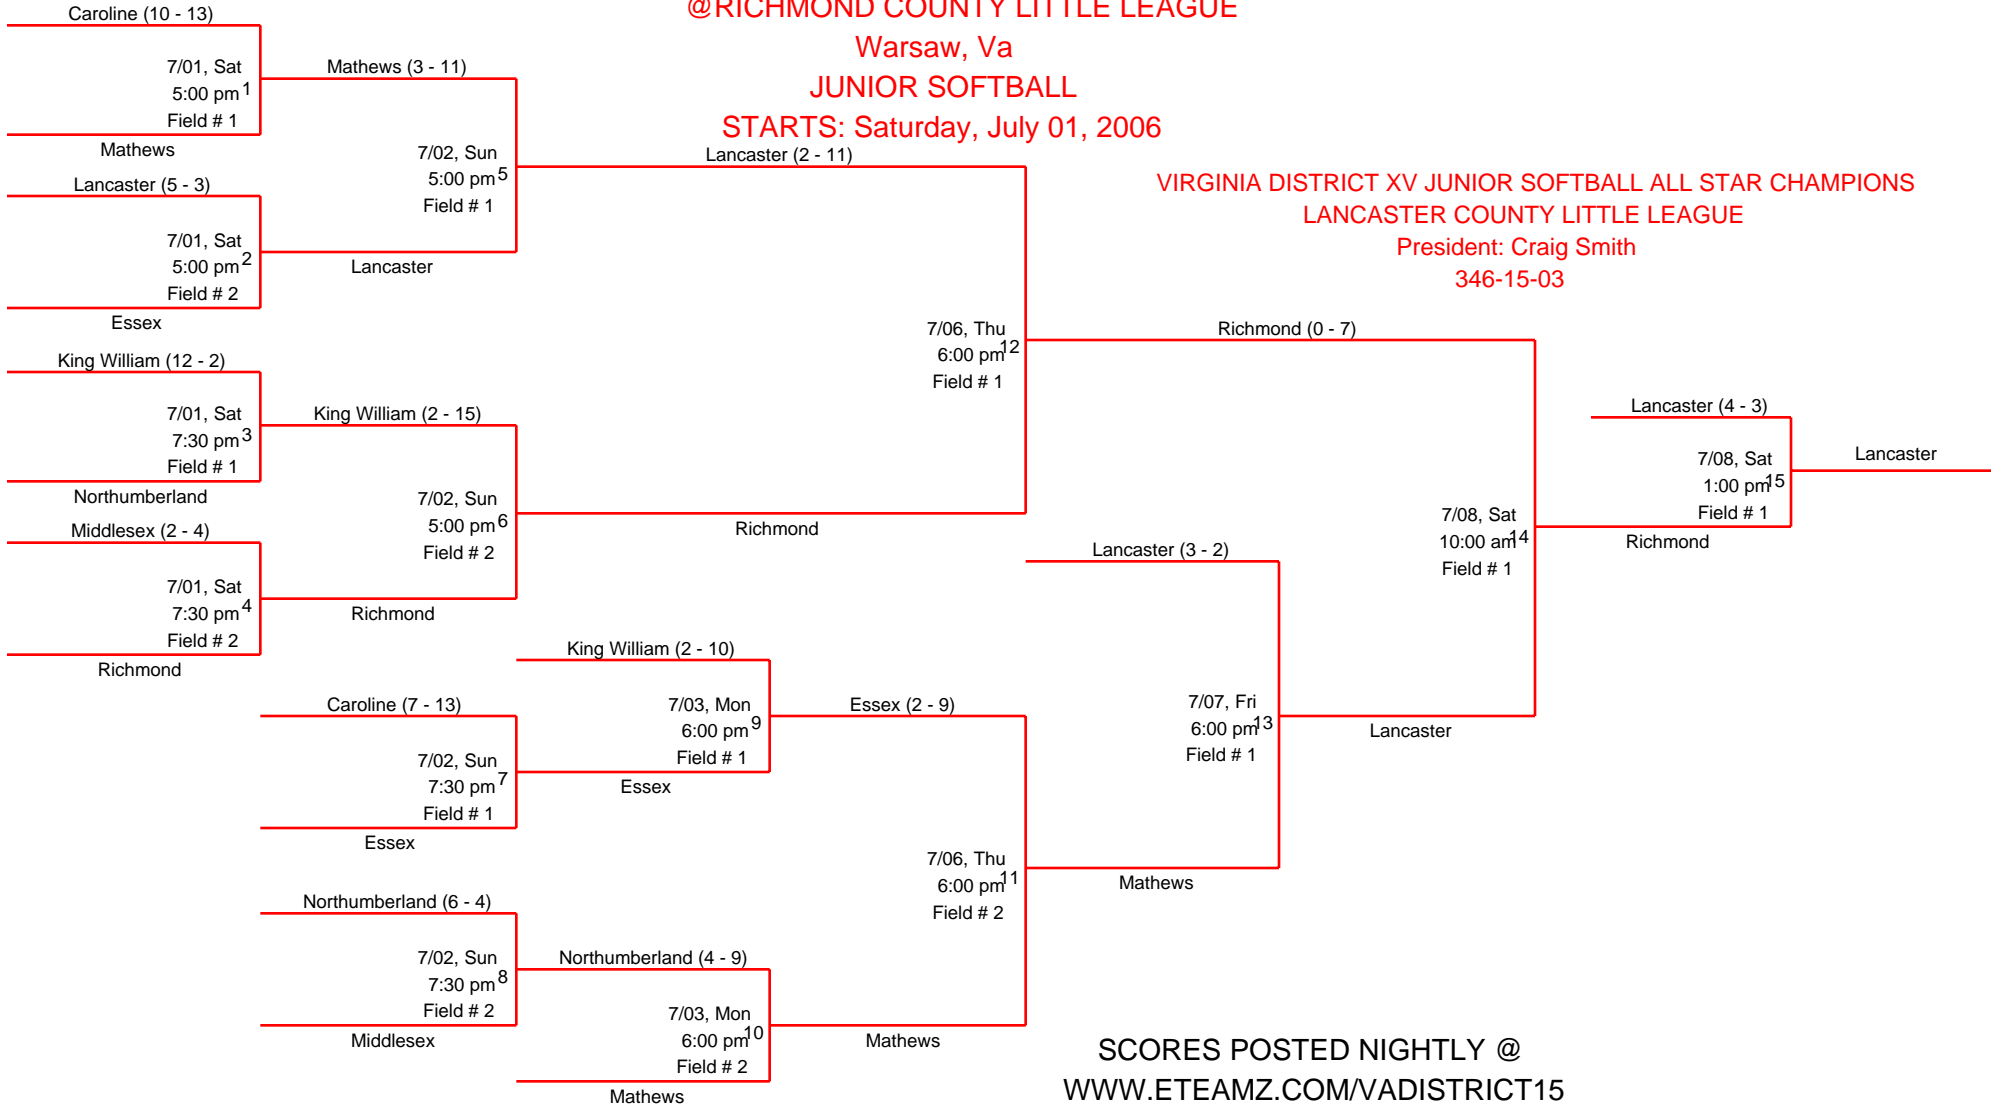 @RICHMOND COUNTY LITTLE LEAGUE
Warsaw, Va
JUNIOR SOFTBALL
STARTS: Saturday, July 01, 2006
VIRGINIA DISTRICT XV JUNIOR SOFTBALL ALL STAR CHAMPIONS
LANCASTER COUNTY LITTLE LEAGUE
President: Craig Smith
346-15-03
Caroline (10 - 13)
7/01, Sat
5:00 pm 1
Field # 1
Mathews
Lancaster (5 - 3)
7/01, Sat
5:00 pm 2
Field # 2
Essex
King William (12 - 2)
7/01, Sat
7:30 pm 3
Field # 1
Northumberland
Middlesex (2 - 4)
7/01, Sat
7:30 pm 4
Field # 2
Richmond
Mathews (3 - 11)
7/02, Sun
5:00 pm 5
Field # 1
Lancaster
King William (2 - 15)
7/02, Sun
5:00 pm 6
Field # 2
Richmond
Caroline (7 - 13)
7/02, Sun
7:30 pm 7
Field # 1
Essex
Northumberland (6 - 4)
7/02, Sun
7:30 pm 8
Field # 2
Middlesex
King William (2 - 10)
7/03, Mon
6:00 pm 9
Field # 1
Essex
Northumberland (4 - 9)
7/03, Mon
6:00 pm 10
Field # 2
Mathews
Lancaster (2 - 11)
7/06, Thu
6:00 pm 12
Field # 1
Richmond
Essex (2 - 9)
7/06, Thu
6:00 pm 11
Field # 2
Mathews
Lancaster (3 - 2)
7/07, Fri
6:00 pm 13
Field # 1
Mathews
Richmond (0 - 7)
7/08, Sat
10:00 am 14
Field # 1
Lancaster
Lancaster (4 - 3)
7/08, Sat
1:00 pm 15
Field # 1
Richmond
Lancaster
SCORES POSTED NIGHTLY @
WWW.ETEAMZ.COM/VADISTRICT15